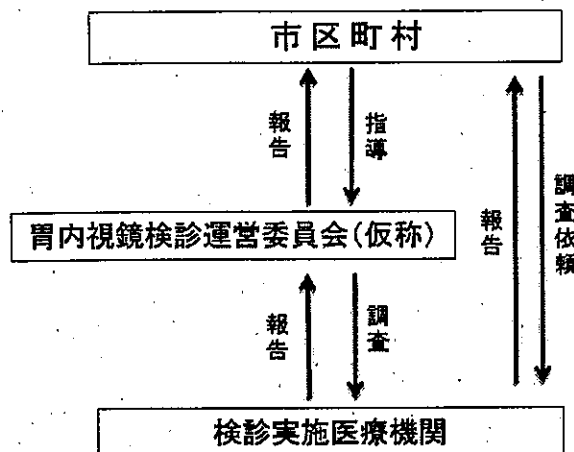 市区町村
報告
指導
胃内視鏡検診運営委員会(仮称)
報告
調査依頼
報告
調査
検診実施医療機関